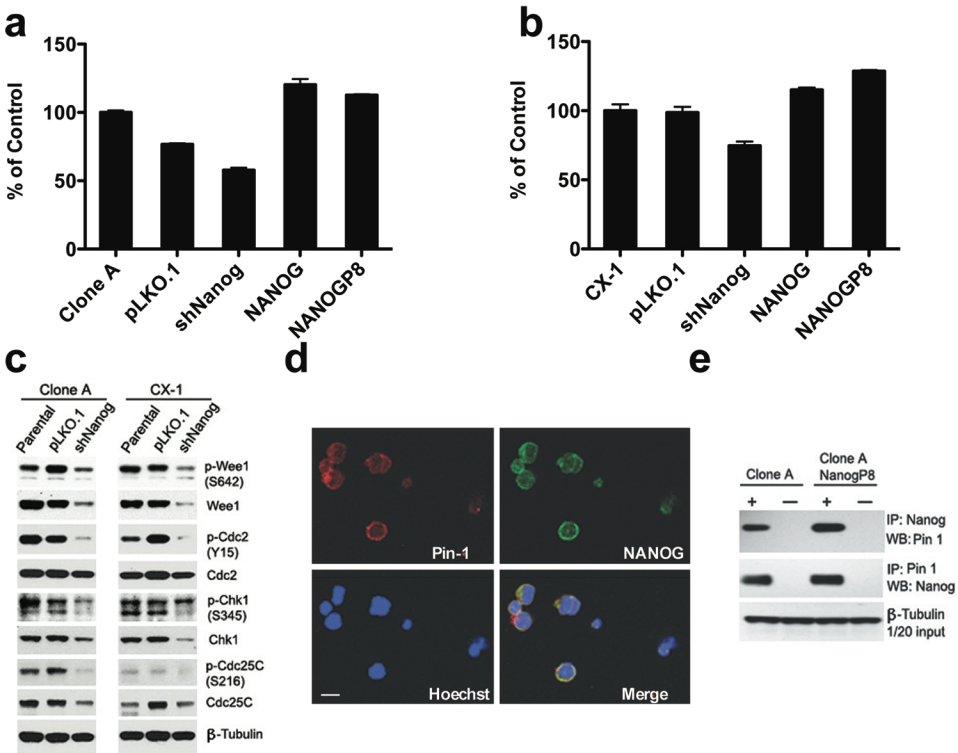 a
% of Control
150
100
50
0
Clone A
pLKO.1
shNanog
NANOG
NANOGP8
b
% of Control
150
100
50
0
CX-1
pLKO.1
shNanog
NANOG
NANOGP8
c
Clone A
CX-1
Parental
pLKO.1
shNanog
Parental
pLKO.1
shNanog
p-Wee1
(S642)
Wee1
p-Cdc2
(Y15)
Cdc2
p-Chk1
(S345)
Chk1
p-Cdc25C
(S216)
Cdc25C
β-Tubulin
d
Pin-1
NANOG
Hoechst
Merge
e
Clone A
Clone A
NanogP8
+ — + —
IP: Nanog
WB: Pin 1
IP: Pin 1
WB: Nanog
β-Tubulin
1/20 input